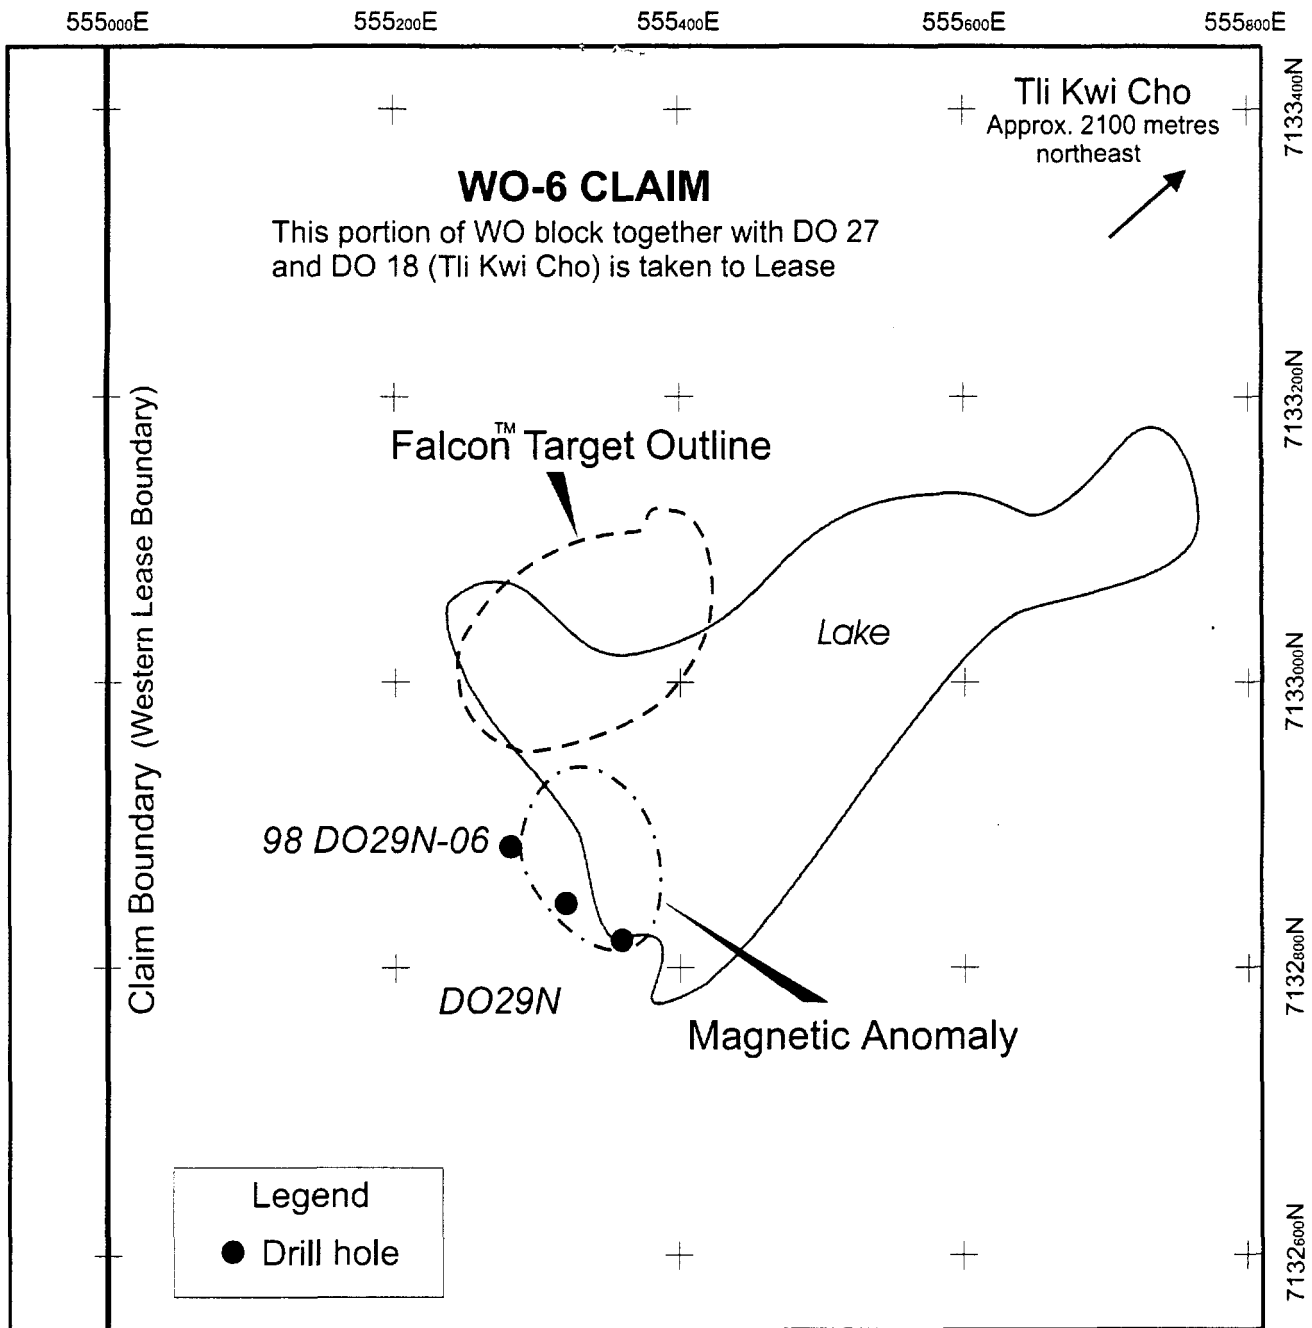 555000E 555200E 555400E 555600E 555800E
Tli Kwi Cho
Approx. 2100 metres
northeast
7133400N
WO-6 CLAIM
This portion of WO block together with DO 27
and DO 18 (Tli Kwi Cho) is taken to Lease
7133200N
Falcon™ Target Outline
Claim Boundary (Western Lease Boundary)
Lake
7133000N
98 DO29N-06
DO29N
7132800N
Magnetic Anomaly
Legend
Drill hole
7132600N